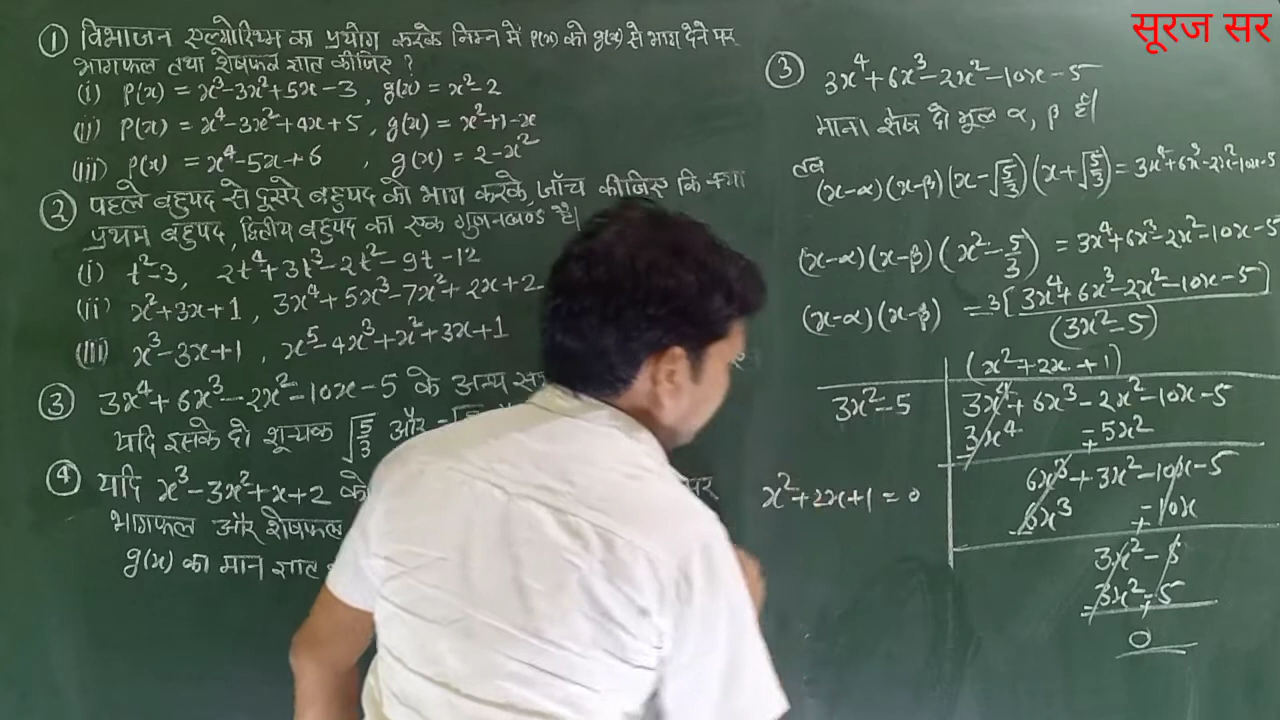 सूरज सर
① विभाजन एल्गोरिथ्म का प्रयोग करके निम्न में p(x) को g(x) से भाग देने पर
भागफल तथा शेषफल ज्ञात कीजिए ?
(i) P(x) = x³-3x²+5x-3, g(x) = x²-2
(ii) P(x) = x⁴-3x²+4x+5, g(x) = x²+1-x
(iii) P(x) = x⁴-5x+6 , g(x) = 2-x²
② पहले बहुपद से दूसरे बहुपद को भाग करके, जाँच कीजिए कि क्या
प्रथम बहुपद, द्वितीय बहुपद का एक गुणनखण्ड है।
(i) t²-3, 2t⁴+3t³-2t²-9t-12
(ii) x²+3x+1, 3x⁴+5x³-7x²+2x+2
(iii) x³-3x+1, x⁵-4x³+x²+3x+1
③ 3x⁴+6x³-2x²-10x-5 के अन्य
यदि इसके दो शून्यक √5/3 और
④ यदि x³-3x²+x+2 को
भागफल और शेषफल
g(x) का मान ज्ञात
③ 3x⁴+6x³-2x²-10x-5
माना शेष दो मूल α, β हैं।
तब
(x-α)(x-β)(x-√5/3)(x+√5/3) = 3x⁴+6x³-2x²-10x-5
(x-α)(x-β)(x²-5/3) = 3x⁴+6x³-2x²-10x-5
(x-α)(x-β) = 3[3x⁴+6x³-2x²-10x-5]
(3x²-5)
(x²+2x+1)
3x²-5 3x⁴+6x³-2x²-10x-5
3x⁴ -5x²
6x³+3x²-10x-5
6x³ -10x
x²+2x+1=0
3x²-5
3x²-5
0